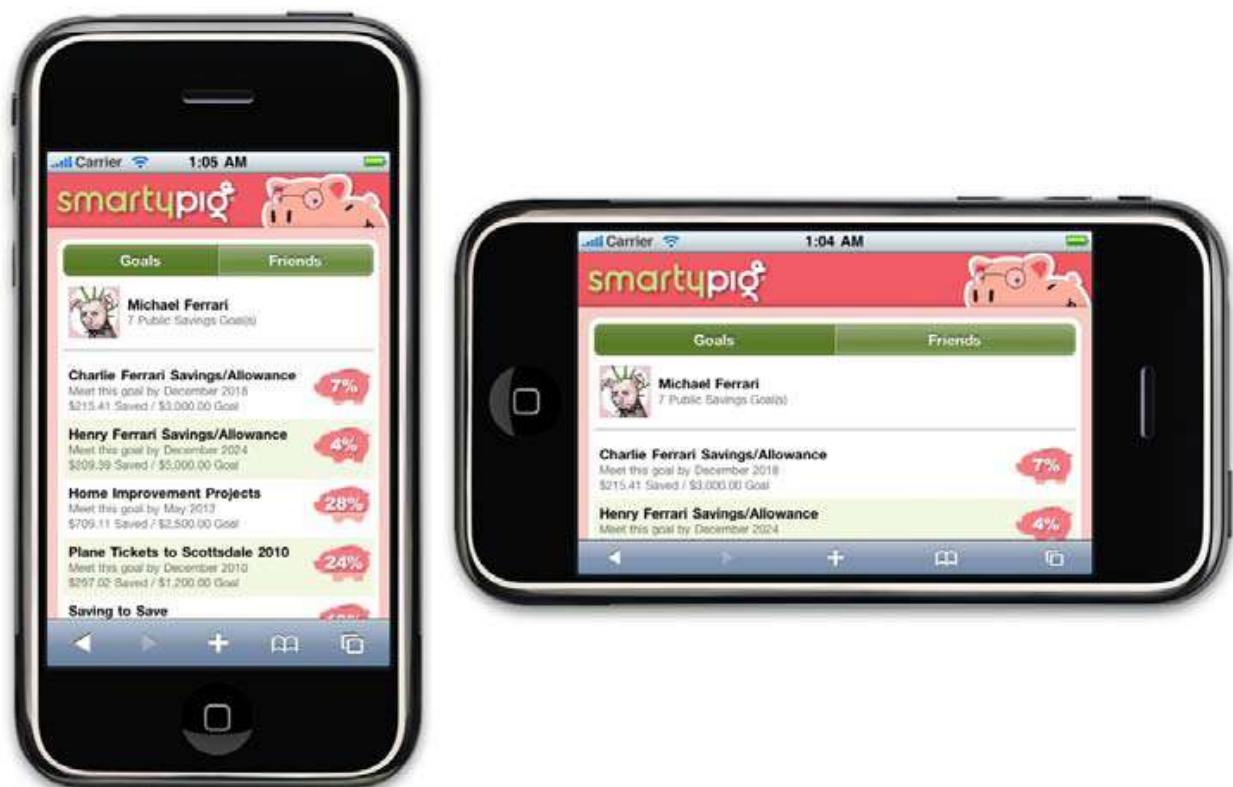 Carrier 1:05 AM
smartypig
Goals Friends
Michael Ferrari
7 Public Savings Goal(s)
Charlie Ferrari Savings/Allowance
Meet this goal by December 2018
$215.41 Saved / $3,000.00 Goal
7%
Henry Ferrari Savings/Allowance
Meet this goal by December 2024
$209.39 Saved / $5,000.00 Goal
4%
Home Improvement Projects
Meet this goal by May 2013
$709.11 Saved / $2,500.00 Goal
28%
Plane Tickets to Scottsdale 2010
Meet this goal by December 2010
$297.02 Saved / $1,200.00 Goal
24%
Saving to Save
Carrier 1:04 AM
smartypig
Goals Friends
Michael Ferrari
7 Public Savings Goal(s)
Charlie Ferrari Savings/Allowance
Meet this goal by December 2018
$215.41 Saved / $3,000.00 Goal
7%
Henry Ferrari Savings/Allowance
Meet this goal by December 2024
4%